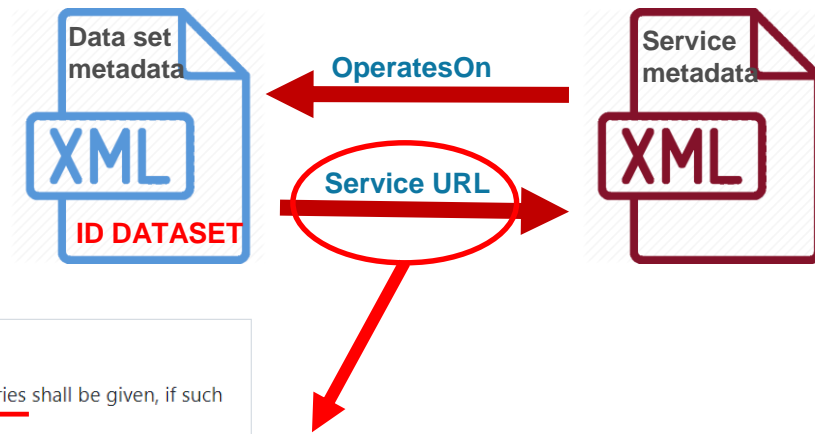 Data set
metadata
XML
ID DATASET
OperatesOn
Service URL
Service
metadata
XML
ries shall be given, if such